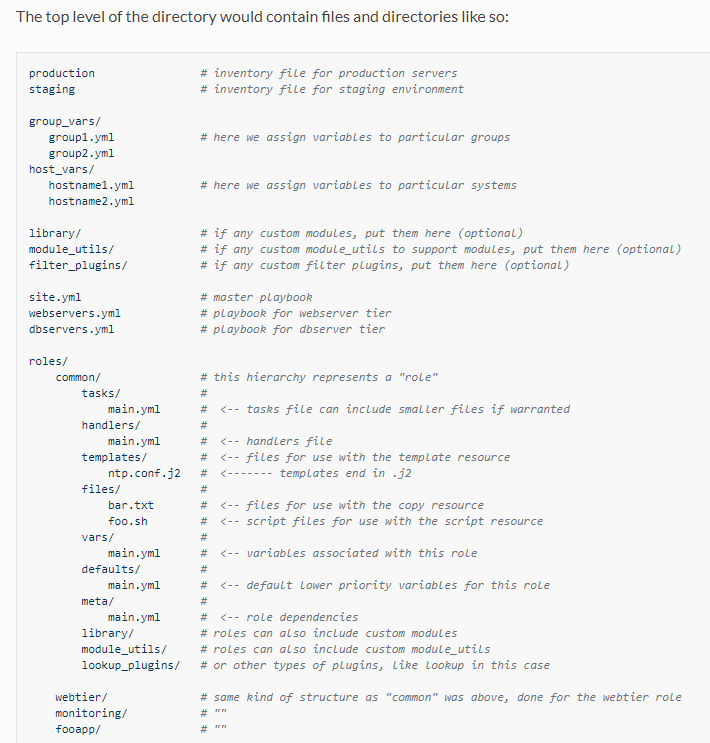 The top level of the directory would contain files and directories like so:
production                # inventory file for production servers
staging                   # inventory file for staging environment
group_vars/
   group1.yml             # here we assign variables to particular groups
   group2.yml
host_vars/
   hostname1.yml          # here we assign variables to particular systems
   hostname2.yml
library/                  # if any custom modules, put them here (optional)
module_utils/             # if any custom module_utils to support modules, put them here (optional)
filter_plugins/           # if any custom filter plugins, put them here (optional)
site.yml                  # master playbook
webservers.yml            # playbook for webserver tier
dbservers.yml             # playbook for dbserver tier
roles/
    common/               # this hierarchy represents a "role"
        tasks/            #
            main.yml      #  <-- tasks file can include smaller files if warranted
        handlers/         #
            main.yml      #  <-- handlers file
        templates/        #  <-- files for use with the template resource
            ntp.conf.j2   #  <------- templates end in .j2
        files/            #
            bar.txt       #  <-- files for use with the copy resource
            foo.sh        #  <-- script files for use with the script resource
        vars/             #
            main.yml      #  <-- variables associated with this role
        defaults/         #
            main.yml      #  <-- default lower priority variables for this role
        meta/             #
            main.yml      #  <-- role dependencies
        library/          # roles can also include custom modules
        module_utils/     # roles can also include custom module_utils
        lookup_plugins/   # or other types of plugins, like lookup in this case
    webtier/              # same kind of structure as "common" was above, done for the webtier role
    monitoring/           # ""
    fooapp/               # ""